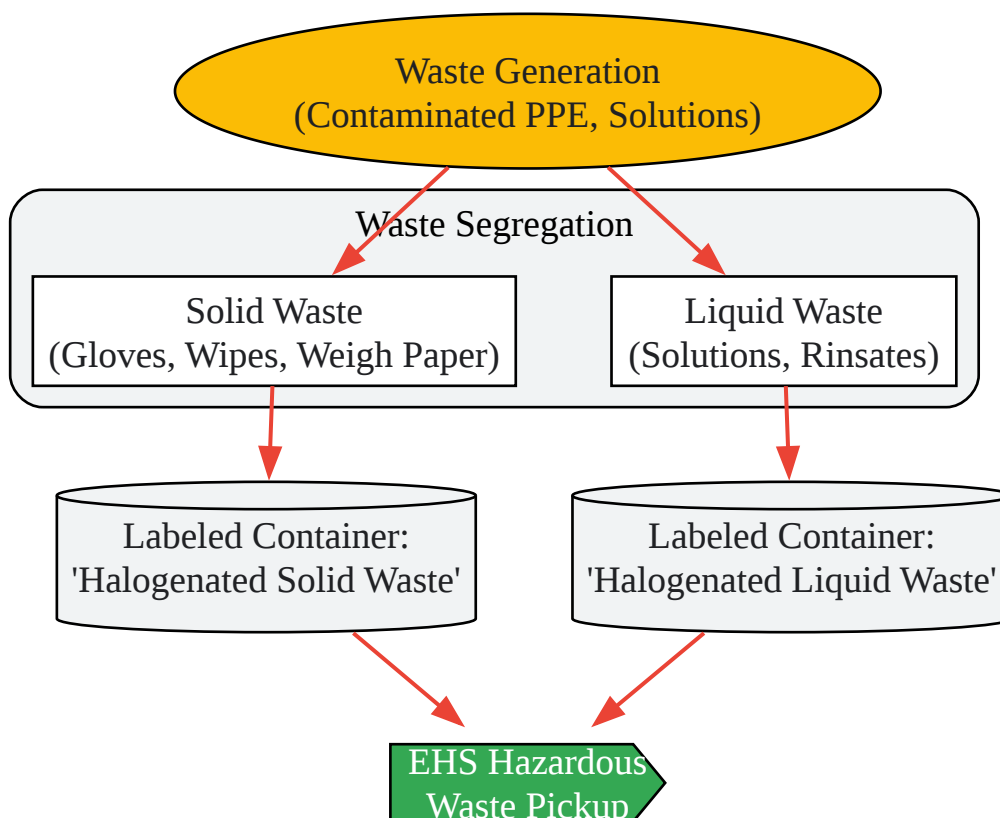 Waste Generation
(Contaminated PPE, Solutions)
Waste Segregation
Solid Waste
(Gloves, Wipes, Weigh Paper)
Liquid Waste
(Solutions, Rinsates)
Labeled Container:
'Halogenated Solid Waste'
Labeled Container:
'Halogenated Liquid Waste'
EHS Hazardous
Waste Pickup